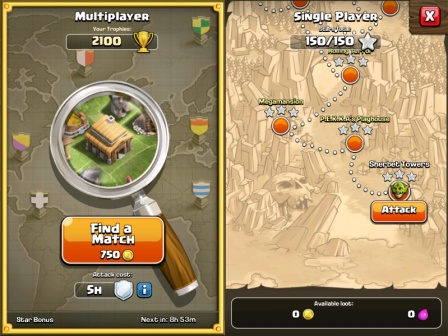 Multiplayer
Your Trophies:
2100
Find a
Match
750
Attack cost:
5H
i
Star Bonus
Next in: 8h 53m
Single Player
150/150
Megamansion
P.E.K.K.A's Playhouse
Sherbet Towers
Attack
Available loot:
0
0
X